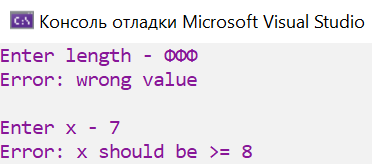 Консоль отладки Microsoft Visual Studio
Enter length - ФФФ
Error: wrong value
Enter x - 7
Error: x should be >= 8